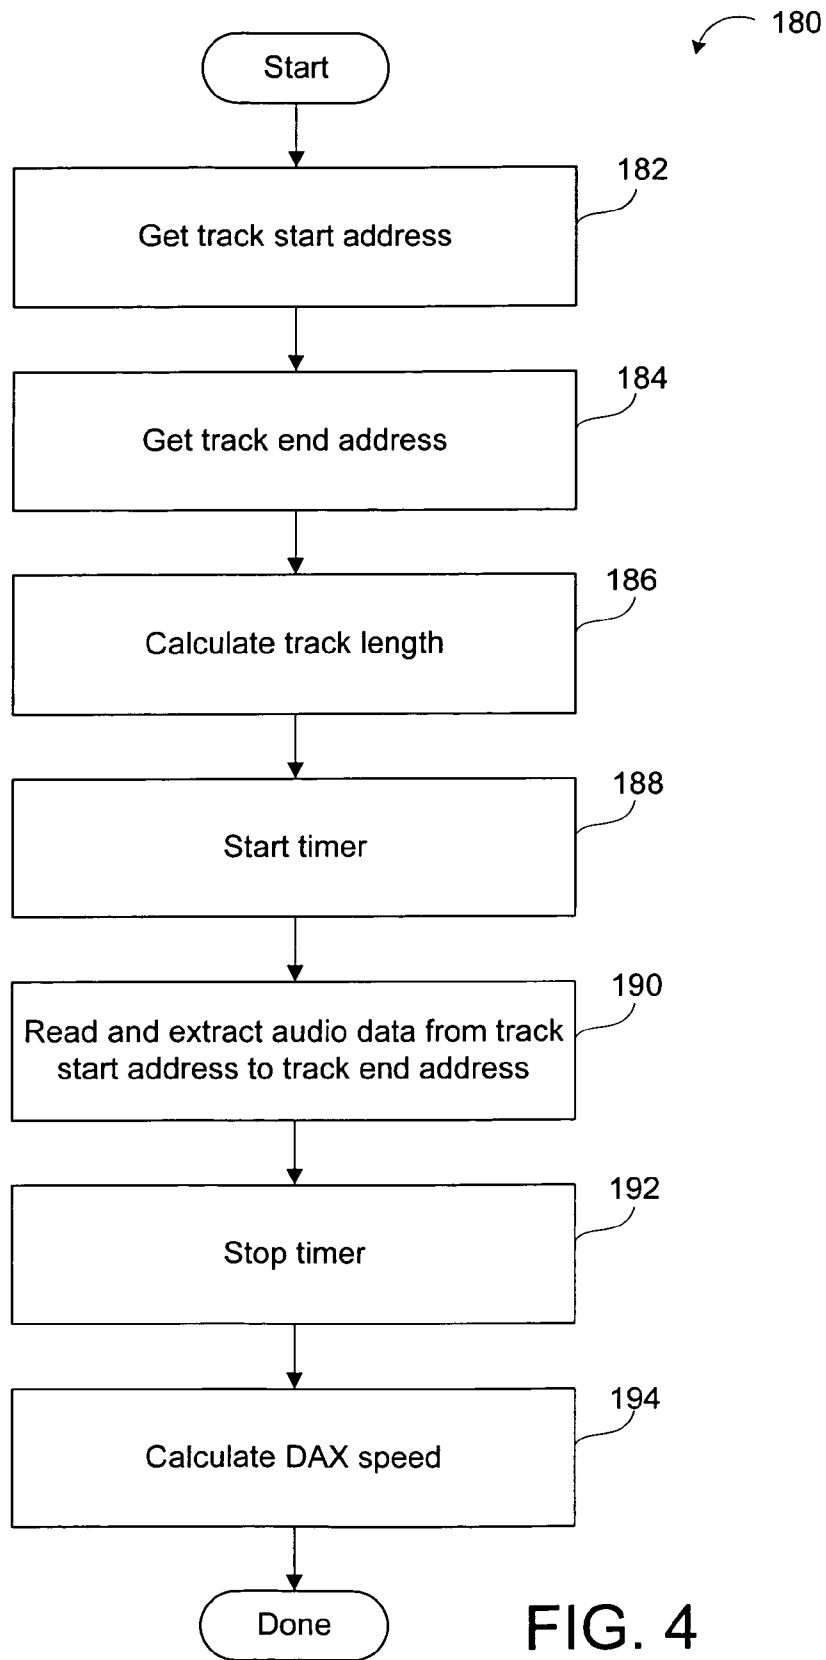 180
Start
182
Get track start address
184
Get track end address
186
Calculate track length
188
Start timer
190
Read and extract audio data from track
start address to track end address
192
Stop timer
194
Calculate DAX speed
Done
FIG. 4